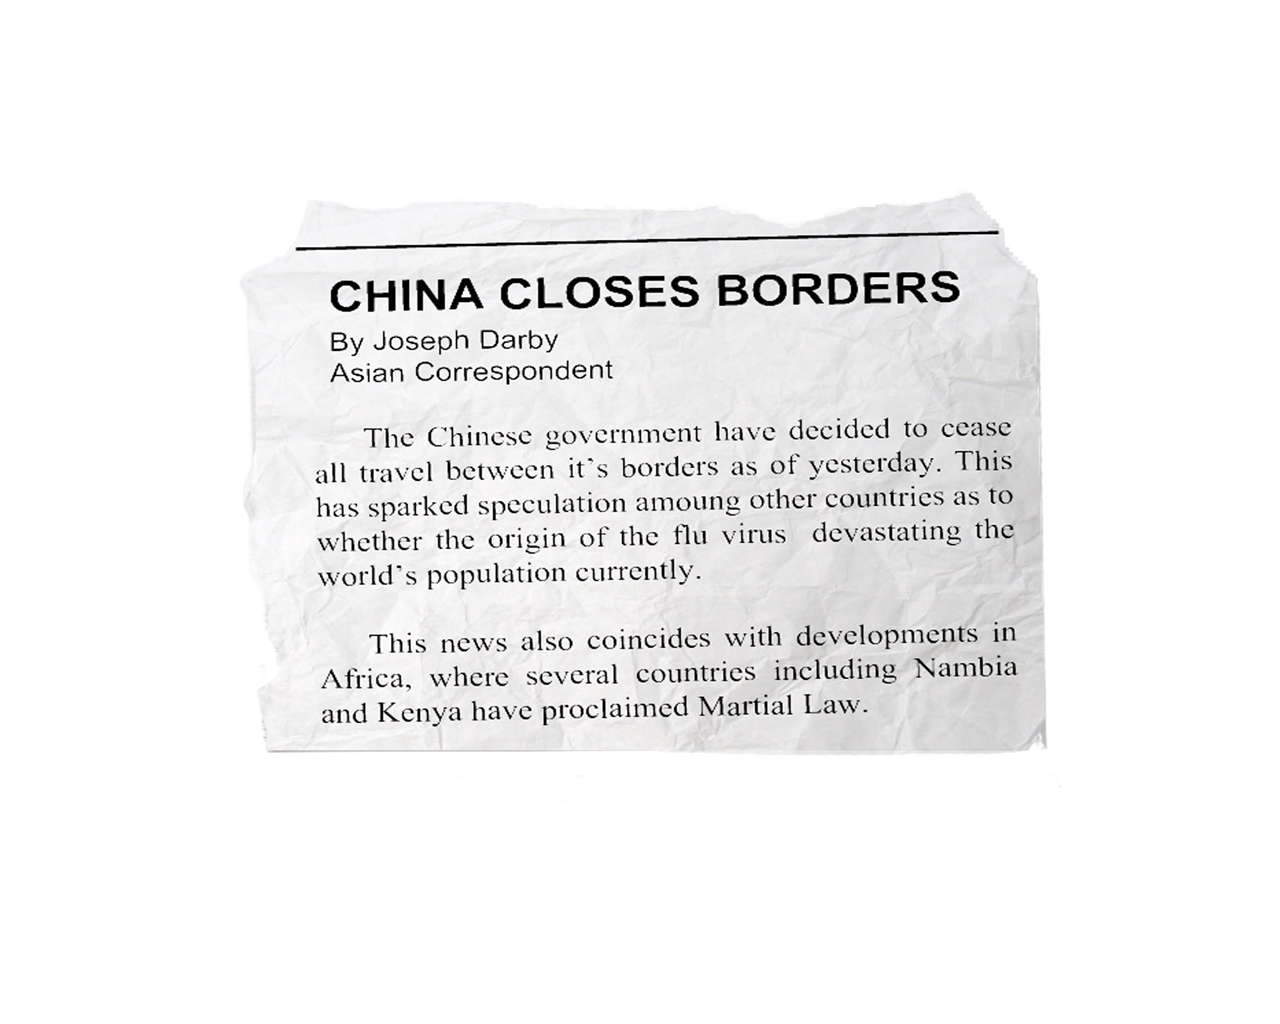 CHINA CLOSES BORDERS
By Joseph Darby
Asian Correspondent
The Chinese government have decided to cease
all travel between it's borders as of yesterday. This
has sparked speculation amoung other countries as to
whether the origin of the flu virus  devastating the
world's population currently.
This news also coincides with developments in
Africa, where several countries including Nambia
and Kenya have proclaimed Martial Law.